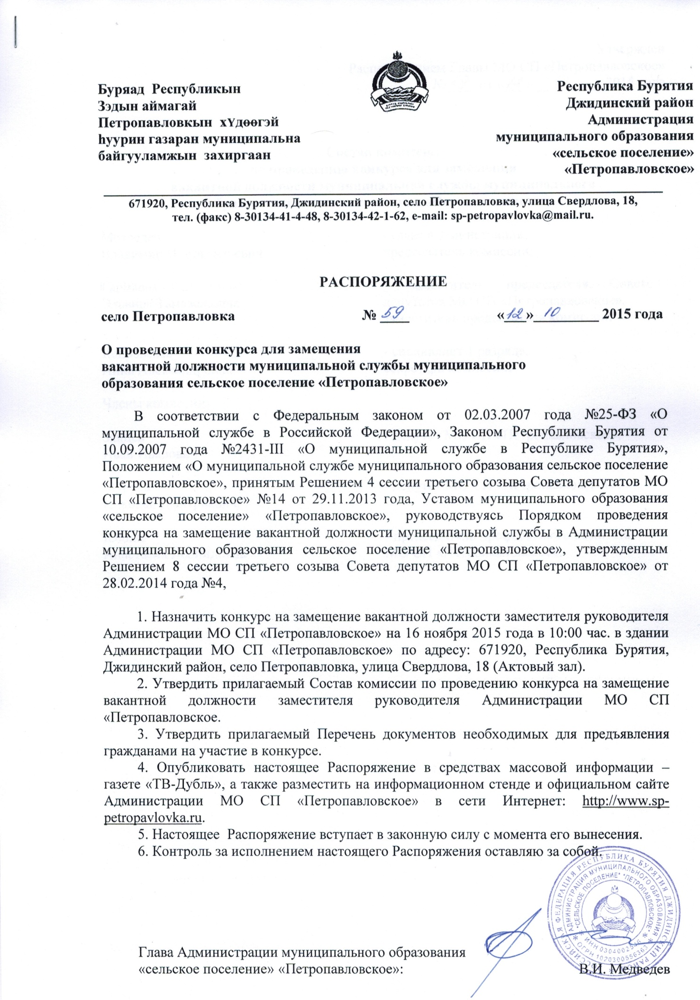 Буряад  Республикын
Зэдын аймагай
Петропавловкын  хҮдөөгэй
һуурин газаран муниципальна
байгууламжын  захиргаан
Республика Бурятия
Джидинский район
Администрация
муниципального образования
«сельское поселение»
«Петропавловское»
671920, Республика Бурятия, Джидинский район, село Петропавловка, улица Свердлова, 18,
тел. (факс) 8-30134-41-4-48, 8-30134-42-1-62, e-mail: sp-petropavlovka@mail.ru.
РАСПОРЯЖЕНИЕ
село Петропавловка № 59 «12» 10 2015 года
О проведении конкурса для замещения
вакантной должности муниципальной службы муниципального
образования сельское поселение «Петропавловское»
В соответствии с Федеральным законом от 02.03.2007 года №25-ФЗ «О
муниципальной службе в Российской Федерации», Законом Республики Бурятия от
10.09.2007 года №2431-III «О муниципальной службе в Республике Бурятия»,
Положением «О муниципальной службе муниципального образования сельское поселение
«Петропавловское», принятым Решением 4 сессии третьего созыва Совета депутатов МО
СП «Петропавловское» №14 от 29.11.2013 года, Уставом муниципального образования
«сельское поселение» «Петропавловское», руководствуясь Порядком проведения
конкурса на замещение вакантной должности муниципальной службы в Администрации
муниципального образования сельское поселение «Петропавловское», утвержденным
Решением 8 сессии третьего созыва Совета депутатов МО СП «Петропавловское» от
28.02.2014 года №4,
1. Назначить конкурс на замещение вакантной должности заместителя руководителя
Администрации МО СП «Петропавловское» на 16 ноября 2015 года в 10:00 час. в здании
Администрации МО СП «Петропавловское» по адресу: 671920, Республика Бурятия,
Джидинский район, село Петропавловка, улица Свердлова, 18 (Актовый зал).
2. Утвердить прилагаемый Состав комиссии по проведению конкурса на замещение
вакантной должности заместителя руководителя Администрации МО СП
«Петропавловское.
3. Утвердить прилагаемый Перечень документов необходимых для предъявления
гражданами на участие в конкурсе.
4. Опубликовать настоящее Распоряжение в средствах массовой информации –
газете «ТВ-Дубль», а также разместить на информационном стенде и официальном сайте
Администрации МО СП «Петропавловское» в сети Интернет: http://www.sp-
petropavlovka.ru.
5. Настоящее  Распоряжение вступает в законную силу с момента его вынесения.
6. Контроль за исполнением настоящего Распоряжения оставляю за собой.
РОССИЙСКАЯ ФЕДЕРАЦИЯ РЕСПУБЛИКА БУРЯТИЯ ДЖИДИНСКИЙ РАЙОН
АДМИНИСТРАЦИЯ МУНИЦИПАЛЬНОГО ОБРАЗОВАНИЯ
"СЕЛЬСКОЕ ПОСЕЛЕНИЕ" "ПЕТРОПАВЛОВСКОЕ"
ОГРН 1020300556363
Глава Администрации муниципального образования
«сельское поселение» «Петропавловское»: В.И. Медведев